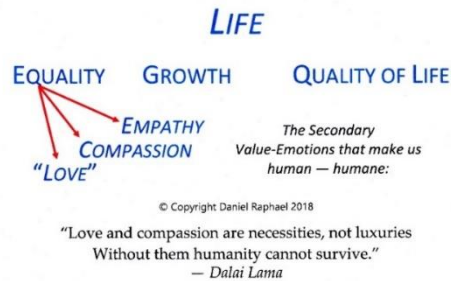 LIFE
EQUALITY GROWTH QUALITY OF LIFE
EMPATHY
COMPASSION
"LOVE"
The Secondary
Value-Emotions that make us
human — humane:
© Copyright Daniel Raphael 2018
“Love and compassion are necessities, not luxuries
Without them humanity cannot survive.”
— Dalai Lama